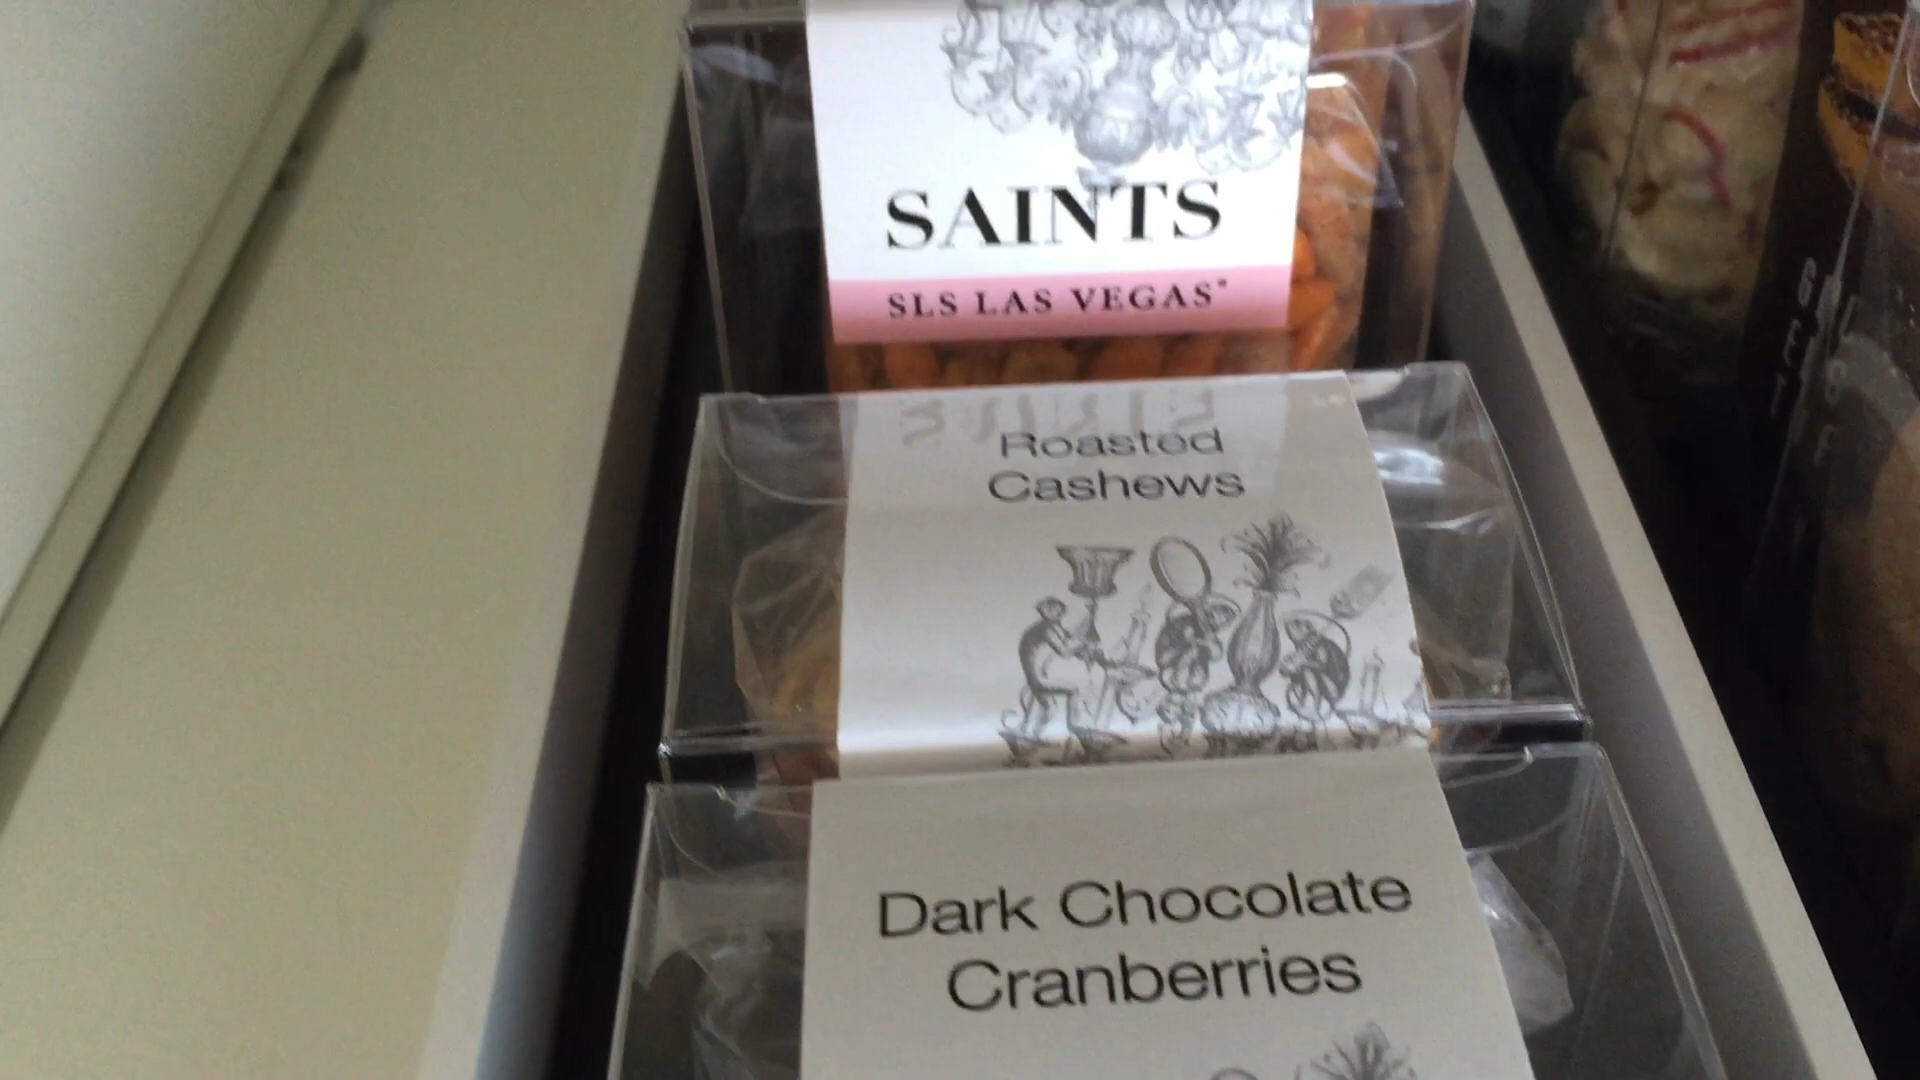 SAINTS
SLS LAS VEGAS
Roasted
Cashews
Dark Chocolate
Cranberries